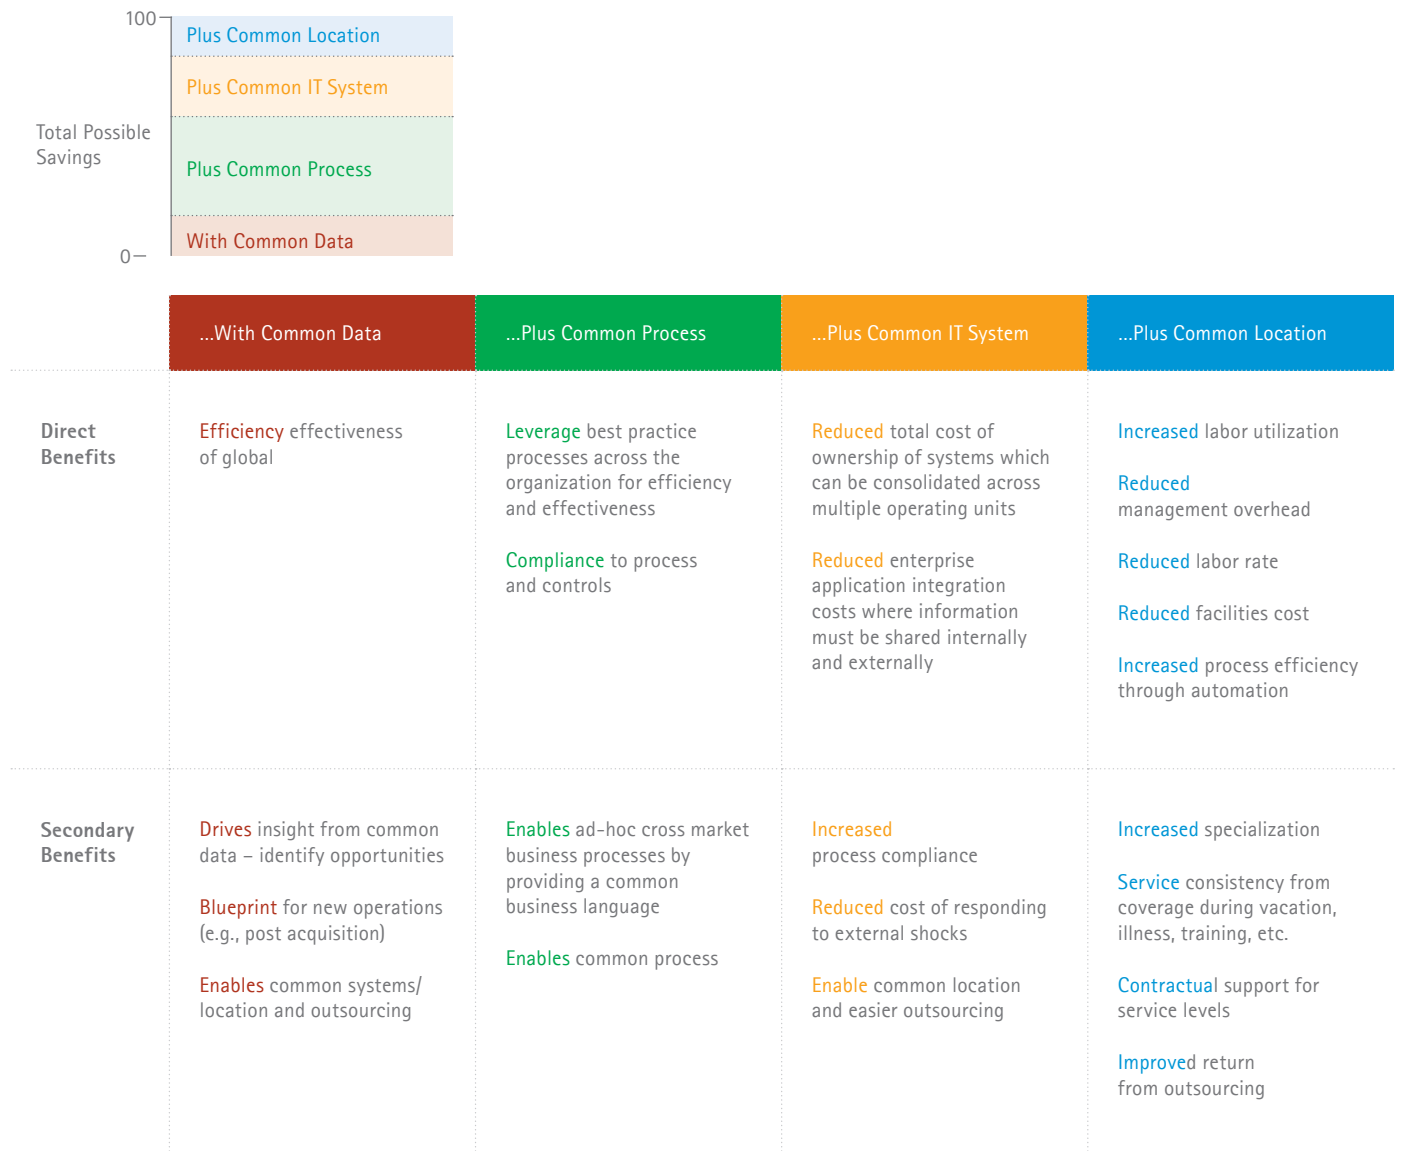 100
Plus Common Location
Plus Common IT System
Total Possible
Savings
Plus Common Process
With Common Data
0
...With Common Data
...Plus Common Process
...Plus Common IT System
...Plus Common Location
Direct
Benefits
Efficiency effectiveness
of global
Leverage best practice
processes across the
organization for efficiency
and effectiveness
Compliance to process
and controls
Reduced total cost of
ownership of systems which
can be consolidated across
multiple operating units
Reduced enterprise
application integration
costs where information
must be shared internally
and externally
Increased labor utilization
Reduced
management overhead
Reduced labor rate
Reduced facilities cost
Increased process efficiency
through automation
Secondary
Benefits
Drives insight from common
data – identify opportunities
Blueprint for new operations
(e.g., post acquisition)
Enables common systems/
location and outsourcing
Enables ad-hoc cross market
business processes by
providing a common
business language
Enables common process
Increased
process compliance
Reduced cost of responding
to external shocks
Enable common location
and easier outsourcing
Increased specialization
Service consistency from
coverage during vacation,
illness, training, etc.
Contractual support for
service levels
Improved return
from outsourcing